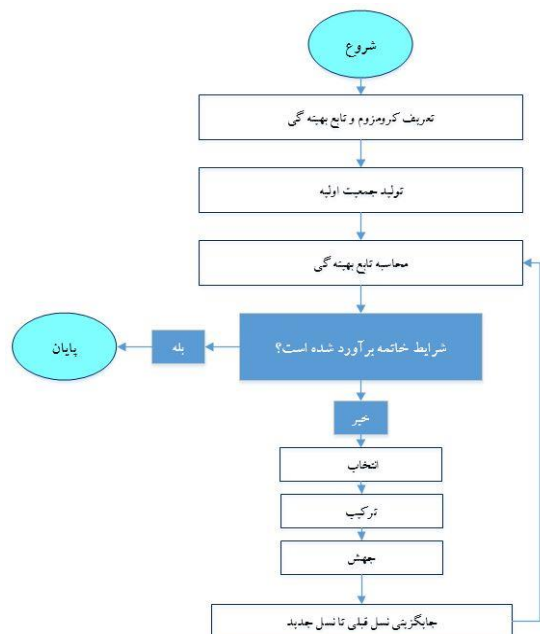 شروع
تعریف کروموزوم و تابع بهینه گی
تولید جمعیت اولیه
محاسبه تابع بهینه گی
شرایط خاتمه برآورد شده است؟
بله
پایان
خیر
انتخاب
ترکیب
جهش
جایگزینی نسل قبلی تا نسل جدید